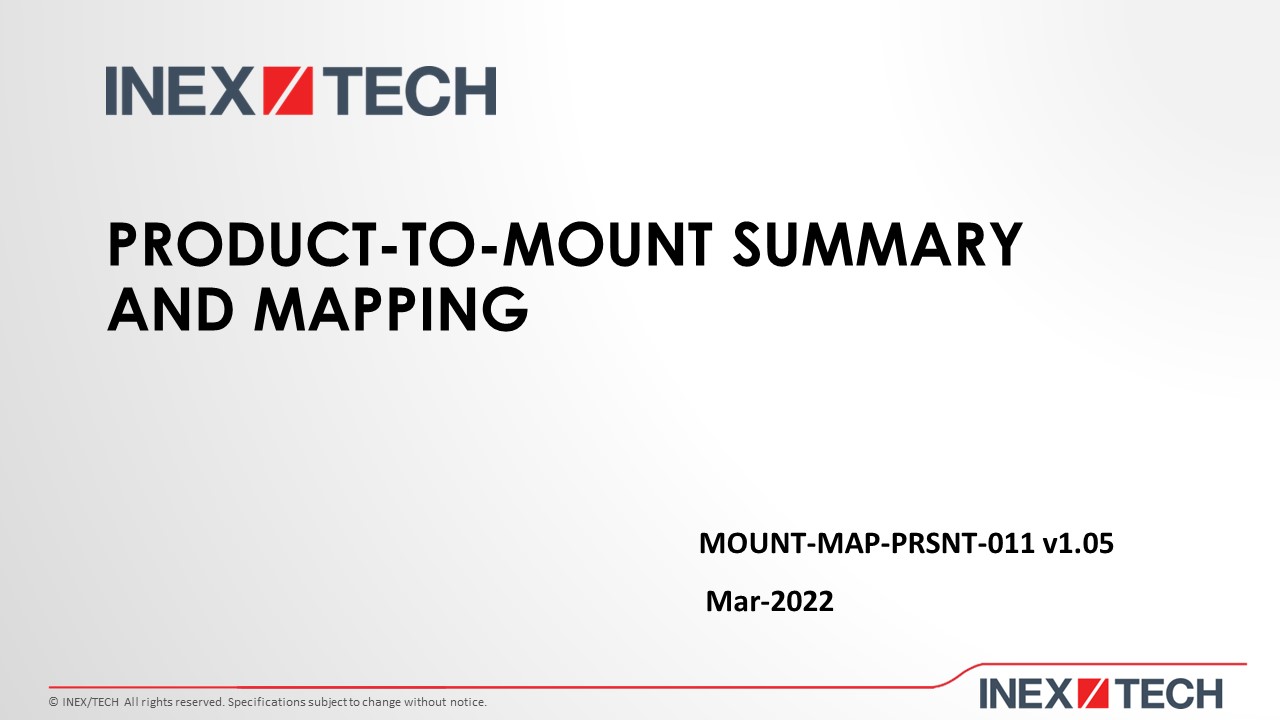 INEX/TECH
PRODUCT-TO-MOUNT SUMMARY
AND MAPPING
MOUNT-MAP-PRSNT-011 v1.05
Mar-2022
© INEX/TECH All rights reserved. Specifications subject to change without notice.
INEX/TECH